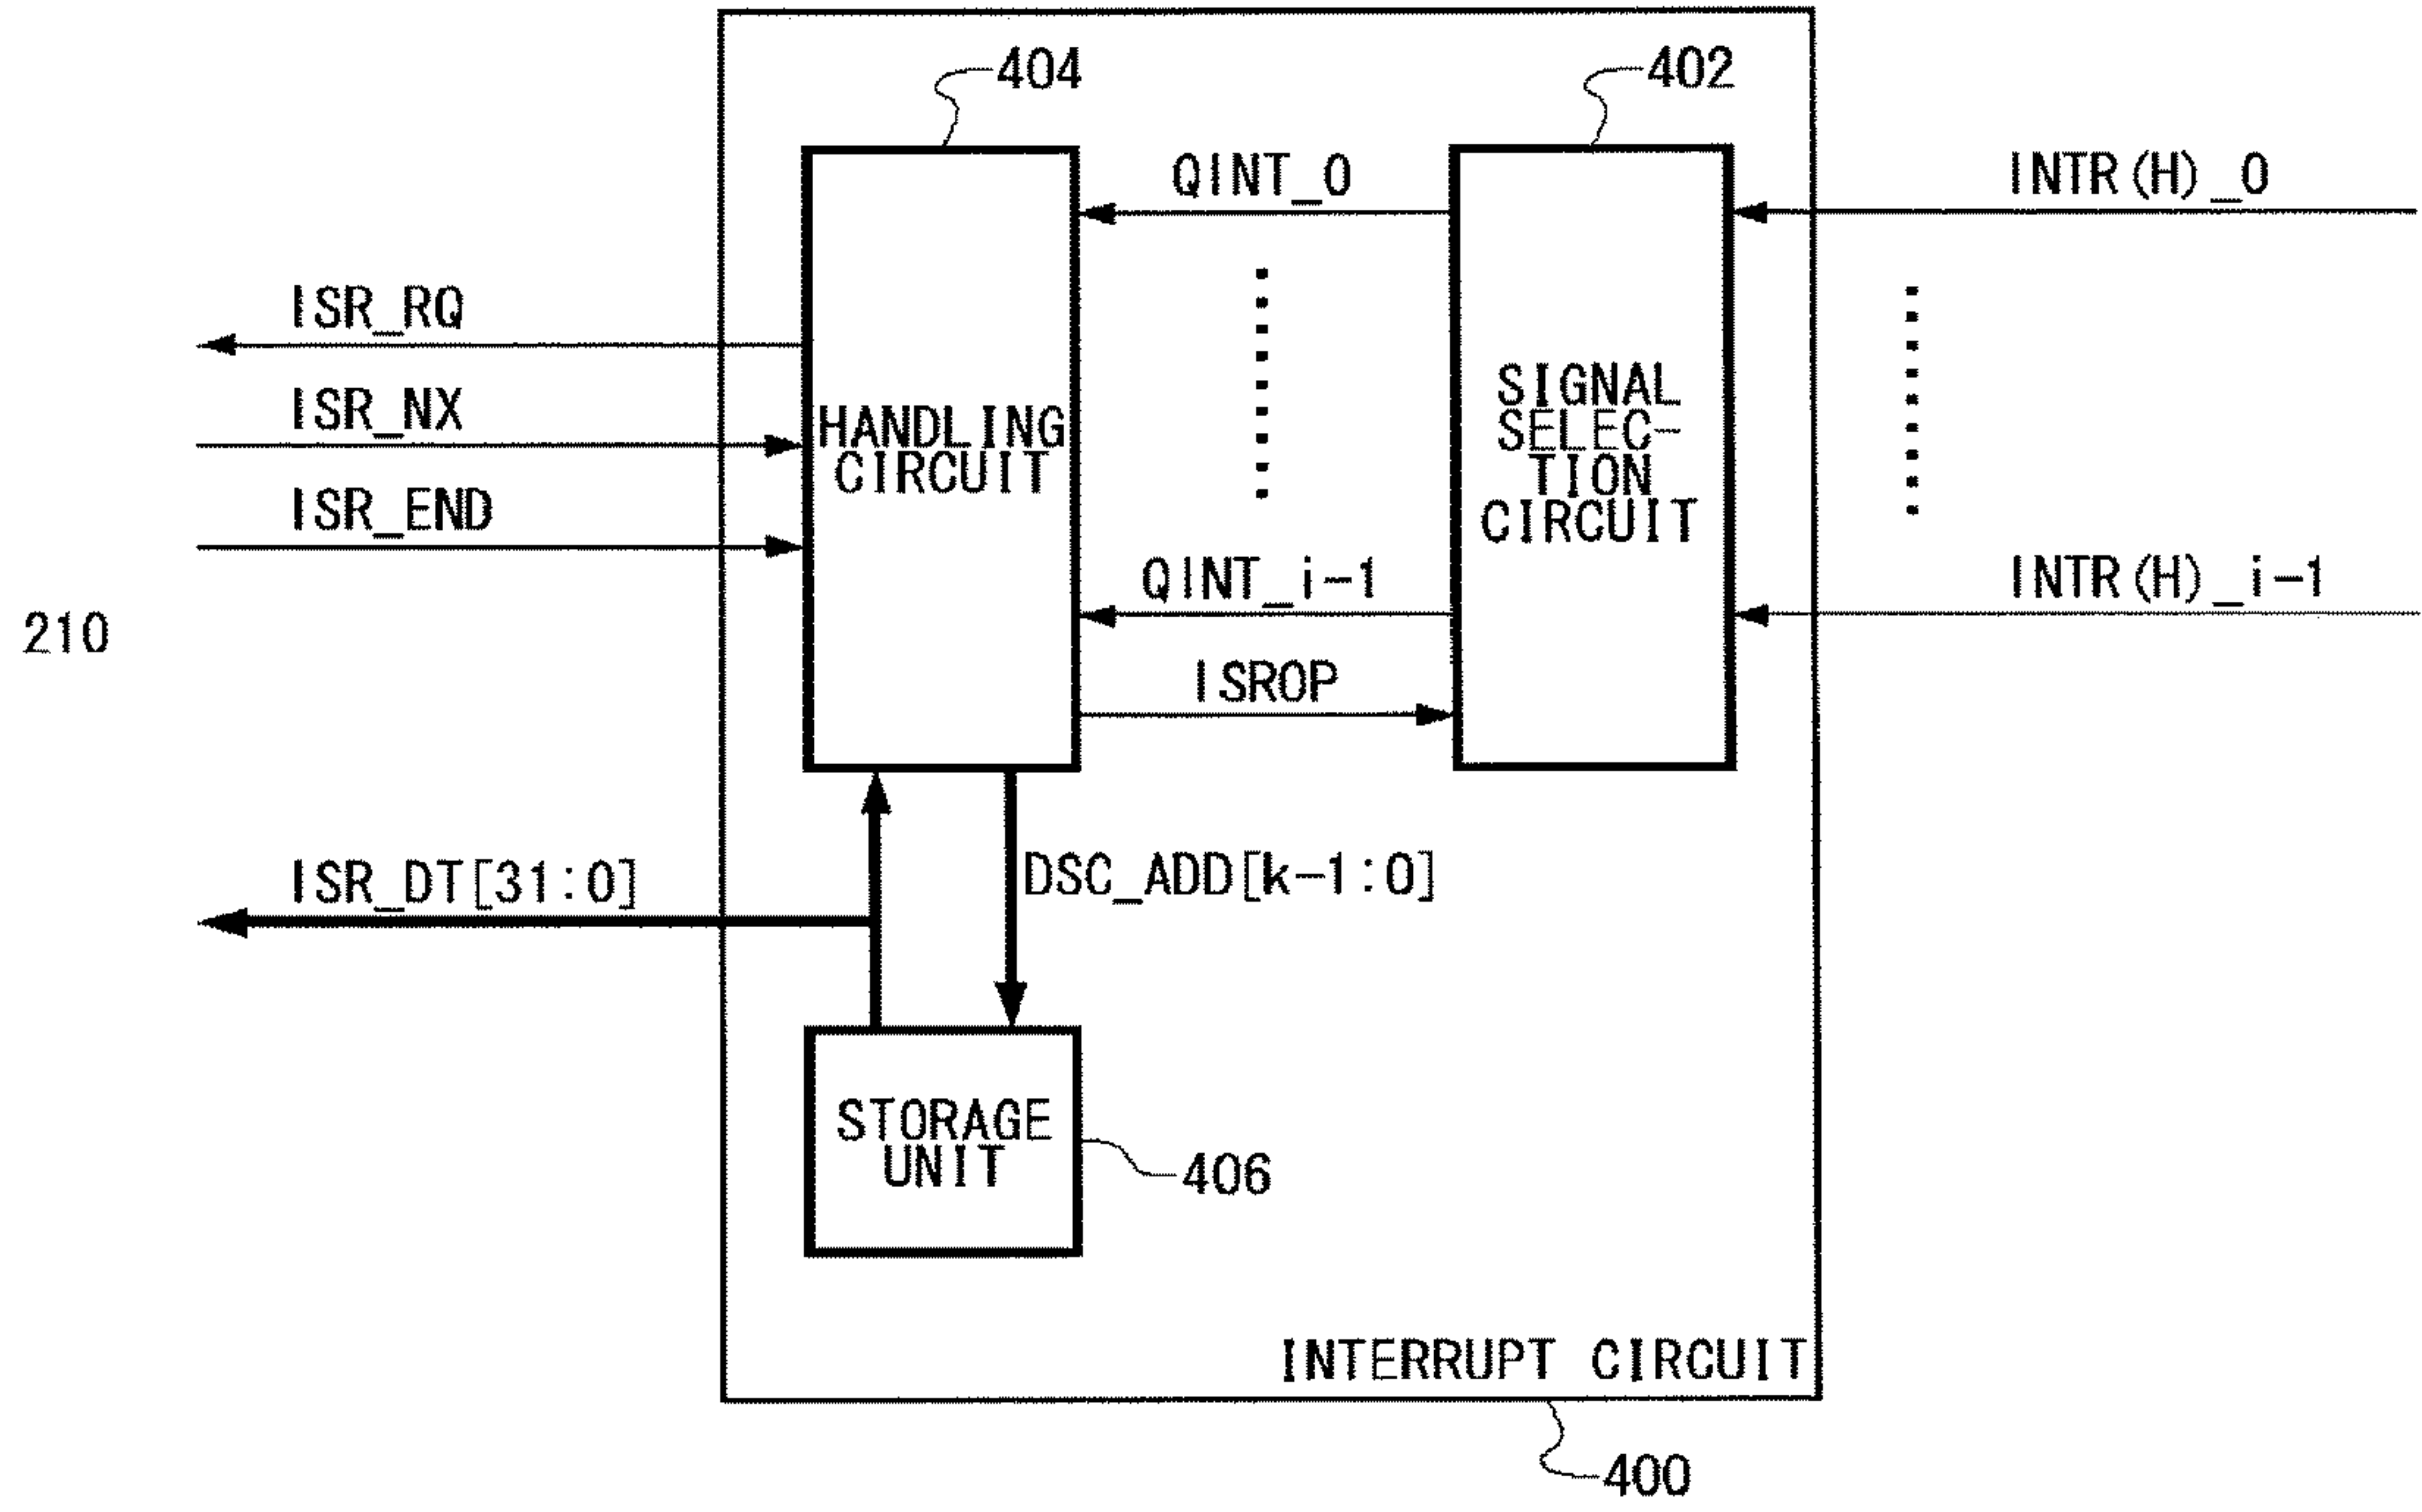 404
402
QINT_0
INTR(H)_0
ISR_RQ
ISR_NX
ISR_END
HANDLING
CIRCUIT
SIGNAL
SELEC-
TION
CIRCUIT
QINT_i-1
INTR(H)_i-1
210
ISROP
ISR_DT[31:0]
DSC_ADD[k-1:0]
STORAGE
UNIT
406
INTERRUPT CIRCUIT
400